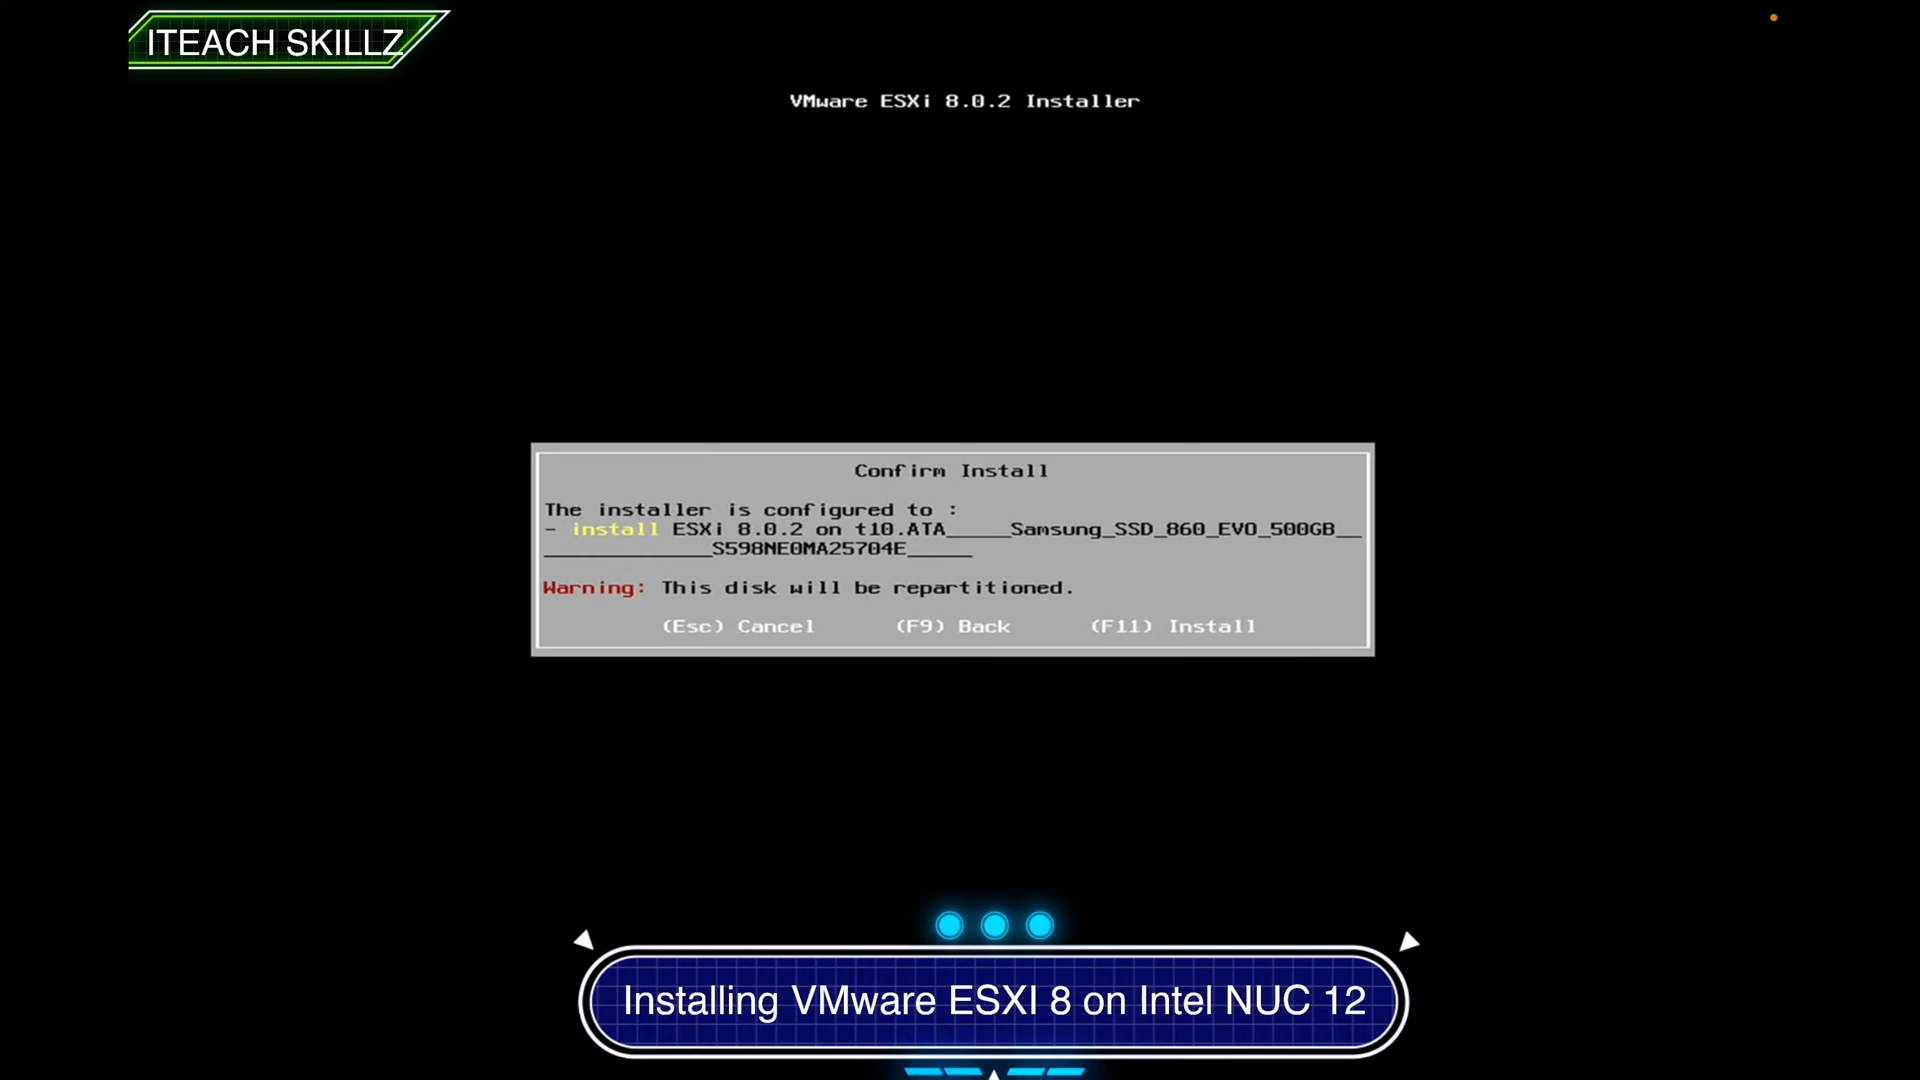 ITEACH SKILLZ
VMware ESXi 8.0.2 Installer
Confirm Install
The installer is configured to :
- install ESXi 8.0.2 on t10.ATA_____Samsung_SSD_860_EVO_500GB__
_______________S598NE0MA25704E_____
Warning: This disk will be repartitioned.
(Esc) Cancel (F9) Back (F11) Install
Installing VMware ESXI 8 on Intel NUC 12